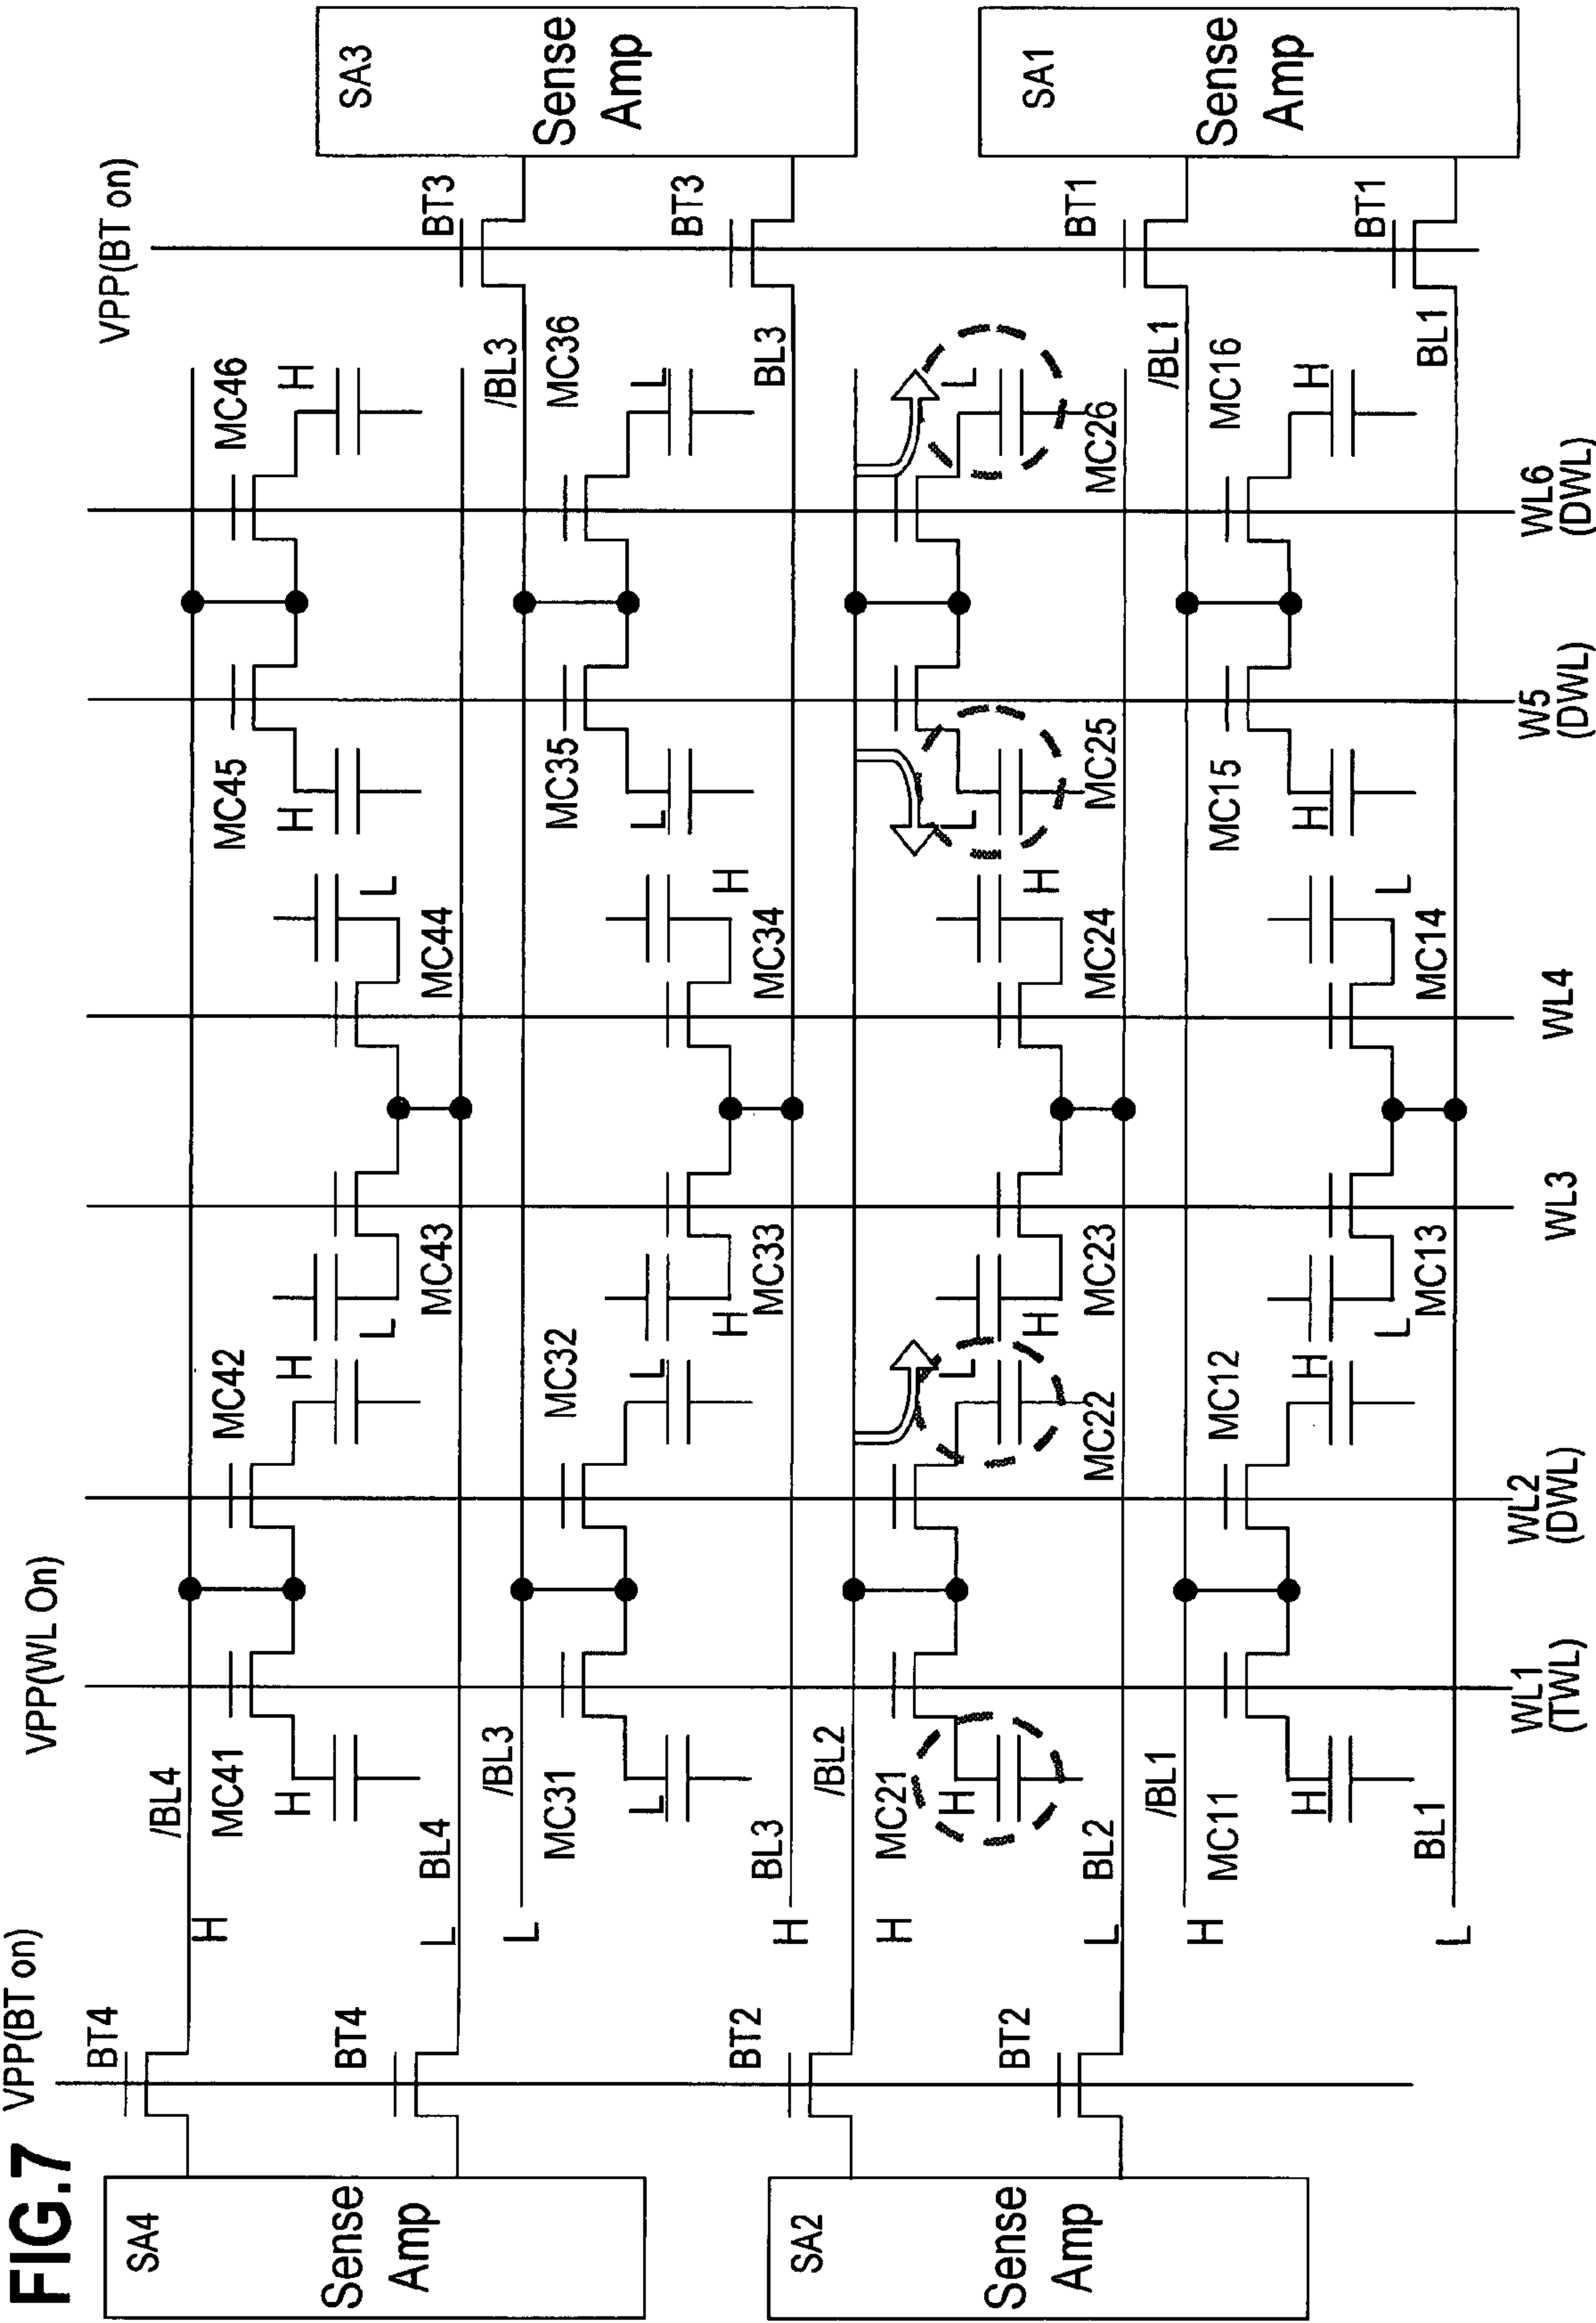 FIG.7
VPP(BT on)
VPP(WL On)
VPP(BT on)
SA4
Sense
Amp
BT4
BT4
H
/BL4
MC41
H
MC42
H
MC45
H
MC46
H
L
BL4
MC43
L
MC44
L
SA3
Sense
Amp
BT3
BT3
L
/BL3
MC31
L
MC32
L
MC35
L
MC36
L
/BL3
H
BL3
MC33
H
MC34
H
BL3
SA2
Sense
Amp
BT2
BT2
H
/BL2
MC21
H
MC22
L
MC25
L
MC26
L
L
BL2
MC23
H
MC24
H
SA1
Sense
Amp
BT1
BT1
H
/BL1
MC11
H
MC12
H
MC15
H
MC16
H
/BL1
L
BL1
MC13
L
MC14
L
BL1
WL1
(TWL)
WL2
(DWL)
WL3
WL4
W5
(DWL)
WL6
(DWL)